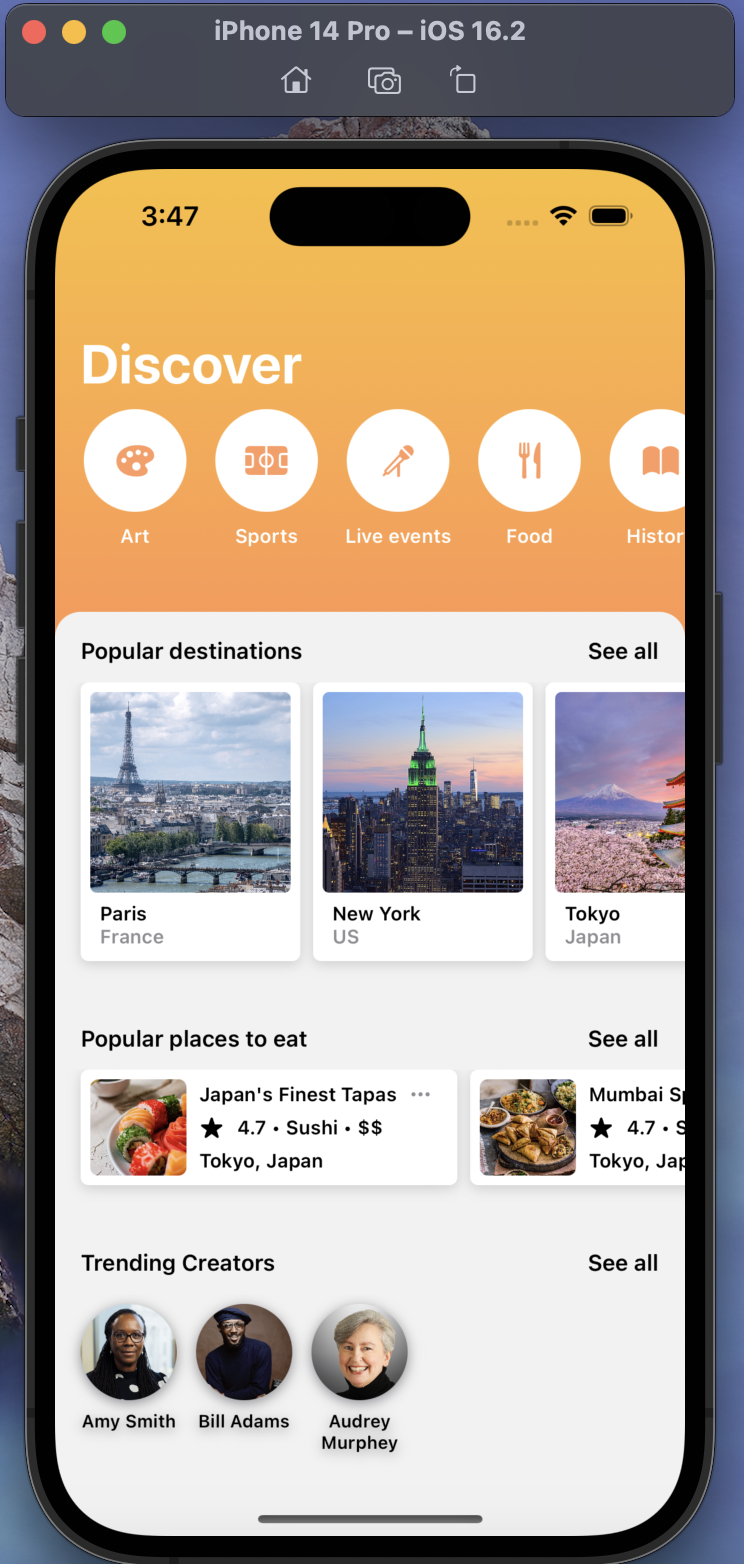 iPhone 14 Pro – iOS 16.2
3:47
Discover
Art Sports Live events Food Histor
Popular destinations See all
Paris New York Tokyo
France US Japan
Popular places to eat See all
Japan's Finest Tapas ••• Mumbai Sp
4.7 • Sushi • $$ 4.7 • S
Tokyo, Japan Tokyo, Jap
Trending Creators See all
Amy Smith Bill Adams Audrey
Murphey